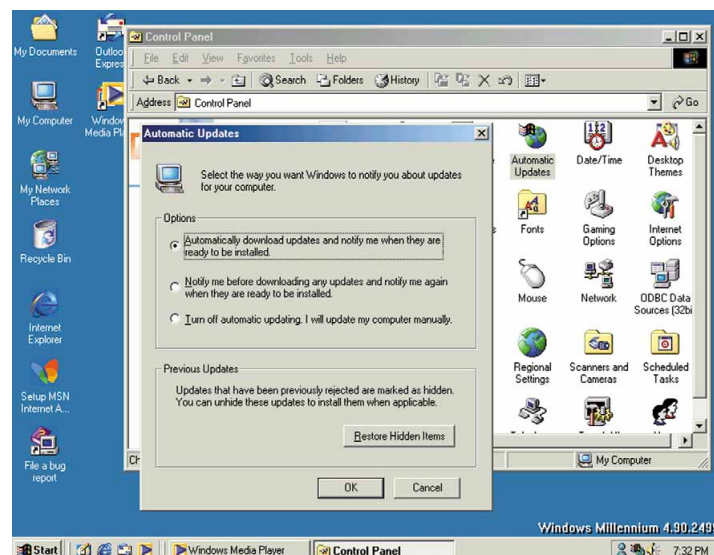 My Documents
Outloo
Expres
My Computer
Window
Media Pl
My Network
Places
Recycle Bin
Internet
Explorer
Setup MSN
Internet A...
File a bug
report
Control Panel
File Edit View Favorites Tools Help
Back Search Folders History
Address Control Panel Go
Automatic Updates
Select the way you want Windows to notify you about updates
for your computer.
Options
Automatically download updates and notify me when they are
ready to be installed.
Notify me before downloading any updates and notify me again
when they are ready to be installed.
Turn off automatic updating. I will update my computer manually.
Previous Updates
Updates that have been previously rejected are marked as hidden.
You can unhide these updates to install them when applicable.
Restore Hidden Items
OK Cancel
Automatic
Updates
Date/Time
Desktop
Themes
Fonts
Gaming
Options
Internet
Options
Mouse
Network
ODBC Data
Sources (32bi
Regional
Settings
Scanners and
Cameras
Scheduled
Tasks
My Computer
Windows Millennium 4.90.249
Start Windows Media Player Control Panel 7:32 PM